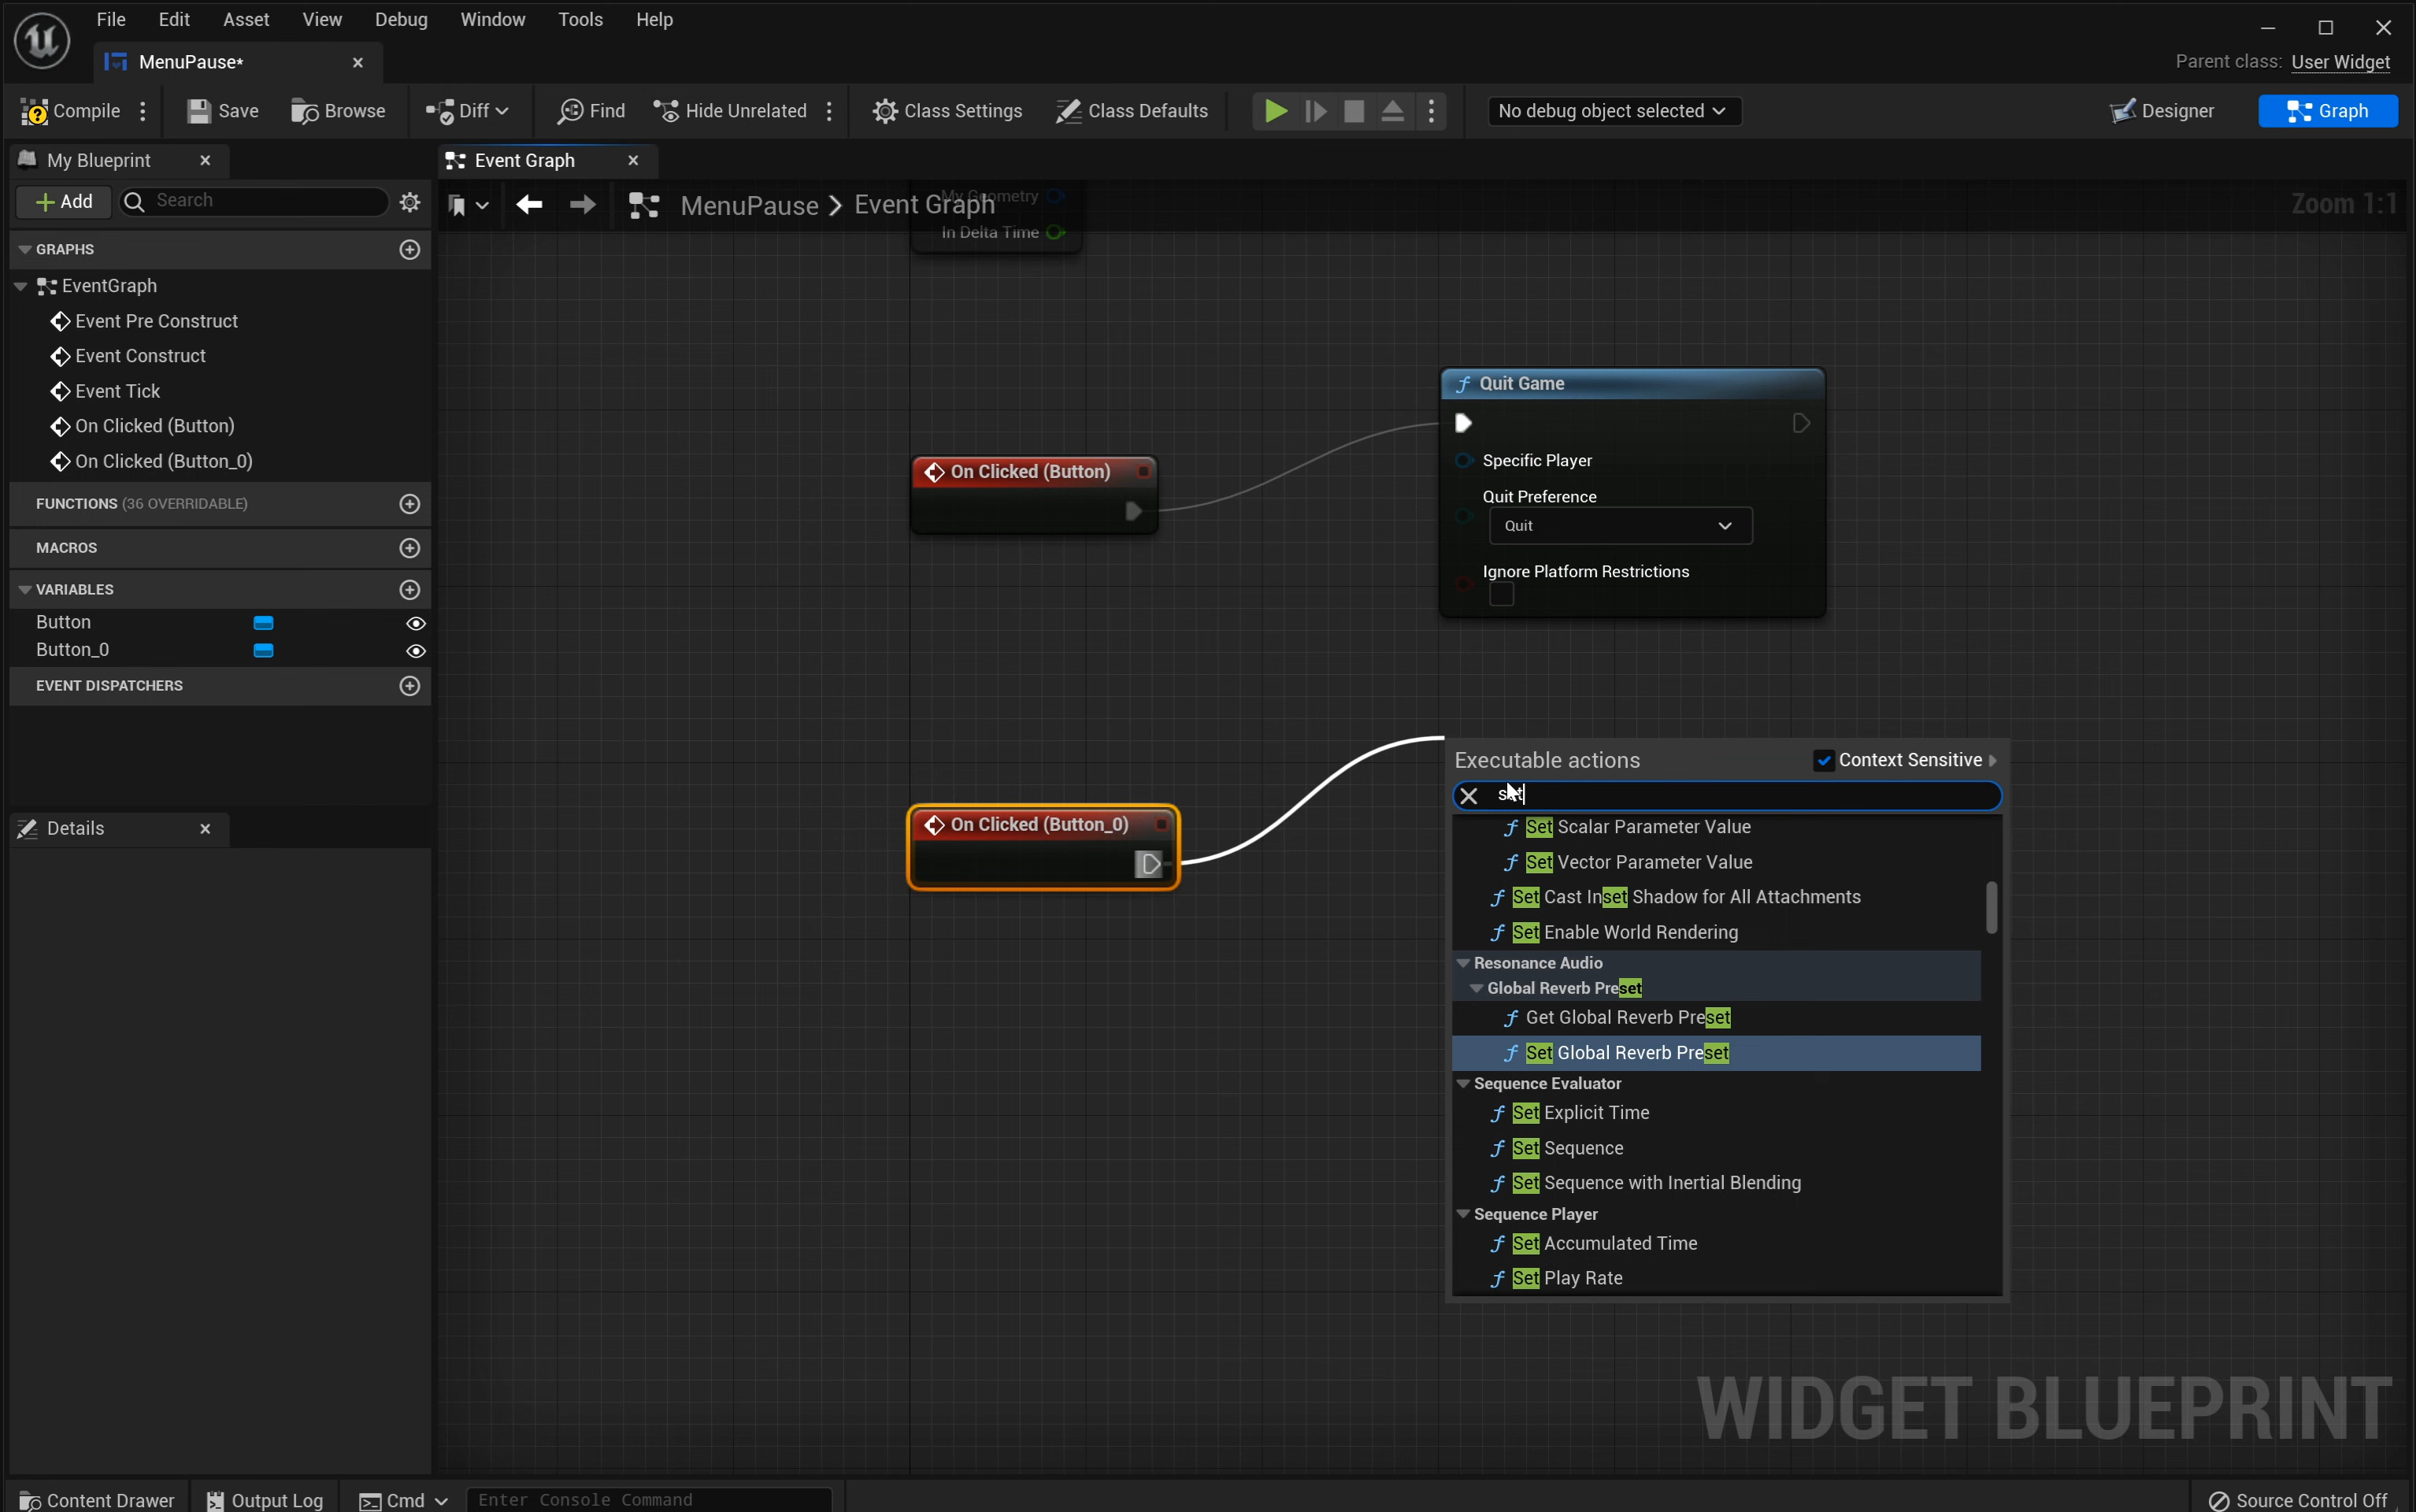 File Edit Asset View Debug Window Tools Help
MenuPause*
Parent class: User Widget
Compile Save Browse Diff Find Hide Unrelated Class Settings Class Defaults No debug object selected Designer Graph
My Blueprint
Event Graph
Add Search
MenuPause > Event Graph
Zoom 1:1
My Geometry
In Delta Time
GRAPHS
EventGraph
Event Pre Construct
Event Construct
Event Tick
On Clicked (Button)
On Clicked (Button_0)
FUNCTIONS (36 OVERRIDABLE)
MACROS
VARIABLES
Button
Button_0
EVENT DISPATCHERS
Details
f Quit Game
Specific Player
Quit Preference
Quit
Ignore Platform Restrictions
On Clicked (Button)
On Clicked (Button_0)
Executable actions Context Sensitive
set
f Set Scalar Parameter Value
f Set Vector Parameter Value
f Set Cast Inset Shadow for All Attachments
f Set Enable World Rendering
Resonance Audio
Global Reverb Preset
f Get Global Reverb Preset
f Set Global Reverb Preset
Sequence Evaluator
f Set Explicit Time
f Set Sequence
f Set Sequence with Inertial Blending
Sequence Player
f Set Accumulated Time
f Set Play Rate
WIDGET BLUEPRINT
Content Drawer Output Log Cmd Enter Console Command Source Control Off